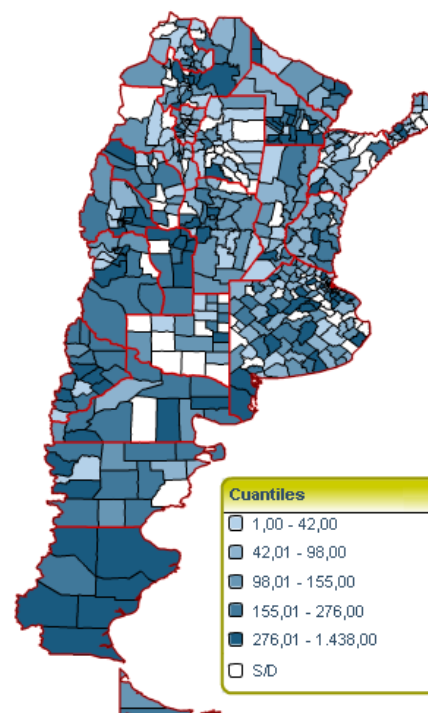 Cuantiles
1,00 - 42,00
42,01 - 98,00
98,01 - 155,00
155,01 - 276,00
276,01 - 1.438,00
S/D